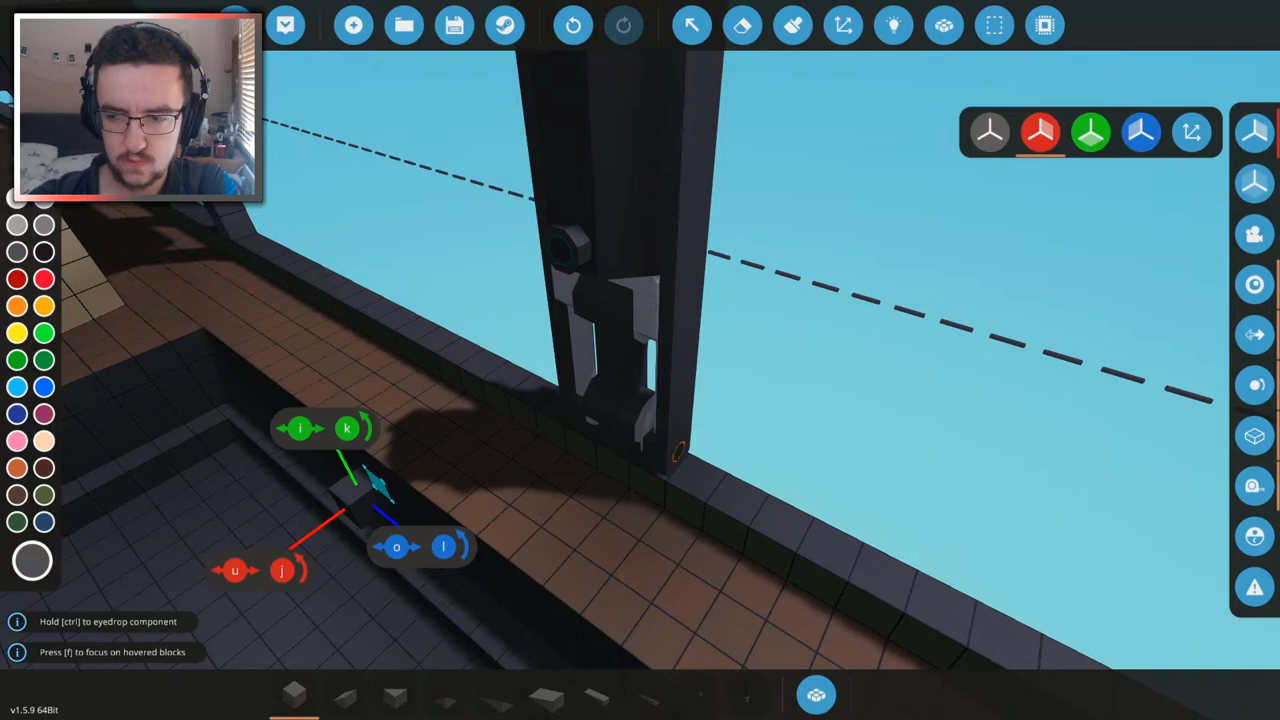 i k
o l
u j
Hold [ctrl] to eyedrop component
Press [f] to focus on hovered blocks
v1.5.9 64Bit